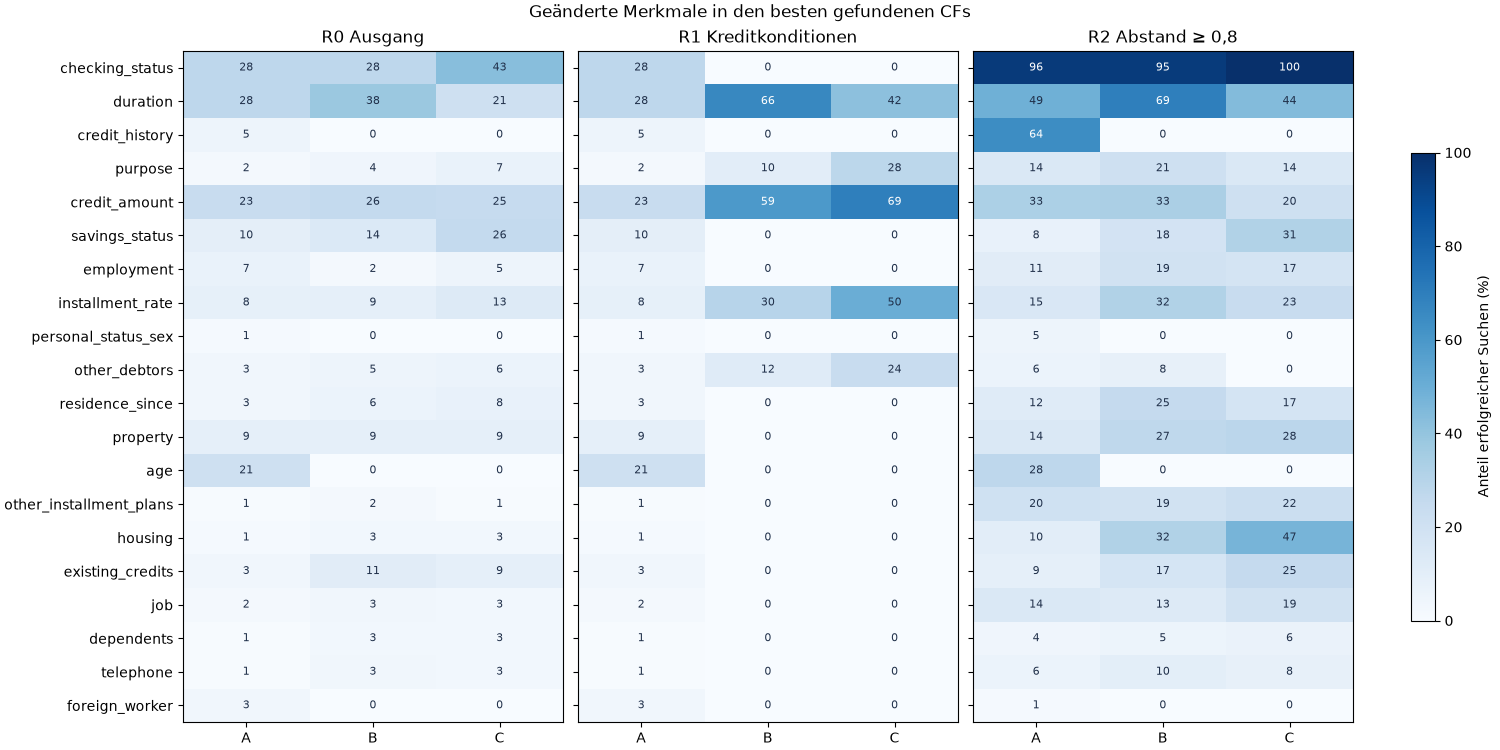 Geänderte Merkmale in den besten gefundenen CFs
R0 Ausgang R1 Kreditkonditionen R2 Abstand ≥ 0,8
checking_status 28 28 43 28 0 0 96 95 100
duration 28 38 21 28 66 42 49 69 44
credit_history 5 0 0 5 0 0 64 0 0
purpose 2 4 7 2 10 28 14 21 14
credit_amount 23 26 25 23 59 69 33 33 20
savings_status 10 14 26 10 0 0 8 18 31
employment 7 2 5 7 0 0 11 19 17
installment_rate 8 9 13 8 30 50 15 32 23
personal_status_sex 1 0 0 1 0 0 5 0 0
other_debtors 3 5 6 3 12 24 6 8 0
residence_since 3 6 8 3 0 0 12 25 17
property 9 9 9 9 0 0 14 27 28
age 21 0 0 21 0 0 28 0 0
other_installment_plans 1 2 1 1 0 0 20 19 22
housing 1 3 3 1 0 0 10 32 47
existing_credits 3 11 9 3 0 0 9 17 25
job 2 3 3 2 0 0 14 13 19
dependents 1 3 3 1 0 0 4 5 6
telephone 1 3 3 1 0 0 6 10 8
foreign_worker 3 0 0 3 0 0 1 0 0
A B C A B C A B C
100
80
60
40
20
0
Anteil erfolgreicher Suchen (%)